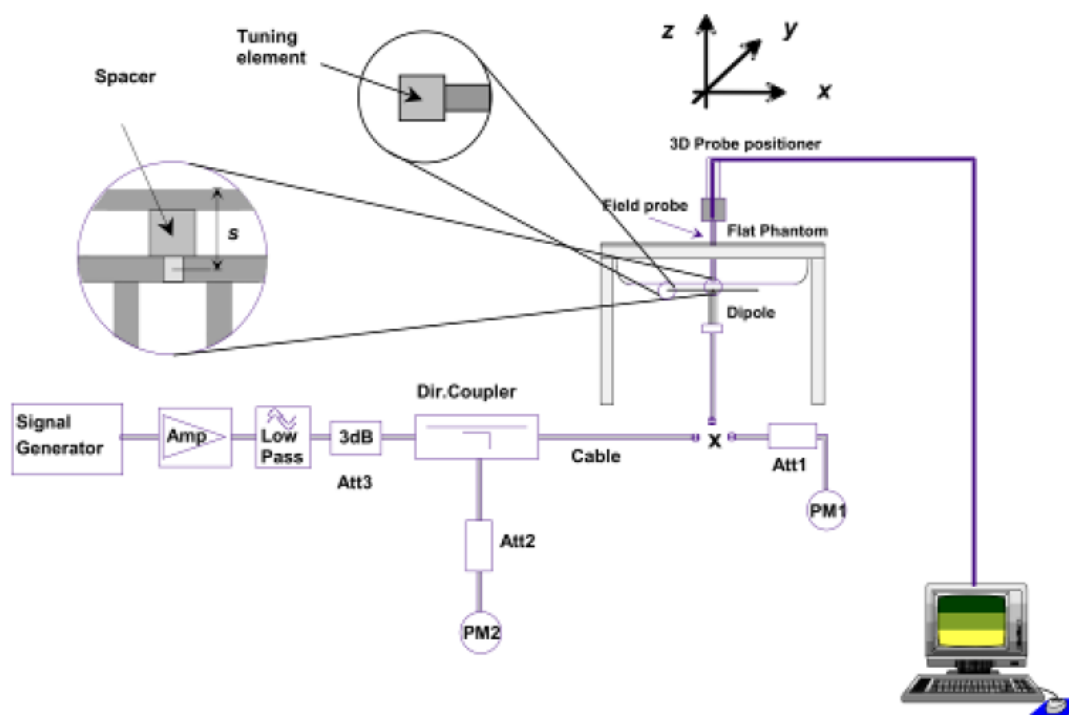 Tuning
element
Spacer
z
y
x
3D Probe positioner
Field probe
Flat Phantom
s
Dipole
Dir.Coupler
Signal
Generator
Amp
Low
Pass
3dB
Att3
Cable
x
Att1
PM1
Att2
PM2